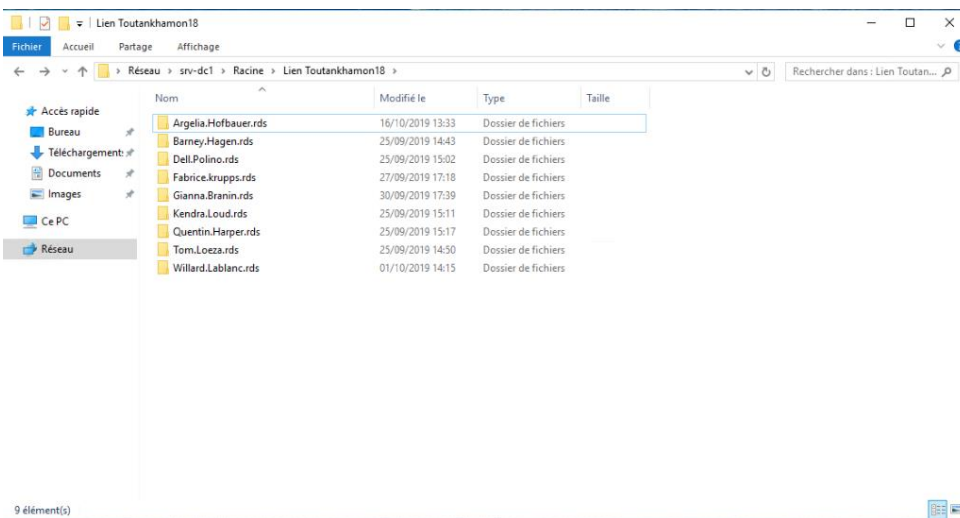 Lien Toutankhamon18
Fichier Accueil Partage Affichage
Réseau > srv-dc1 > Racine > Lien Toutankhamon18 >
Rechercher dans : Lien Toutan...
Accès rapide
Bureau
Téléchargement:
Documents
Images
Ce PC
Réseau
Nom Modifié le Type Taille
Argelia.Hofbauer.rds 16/10/2019 13:33 Dossier de fichiers
Barney.Hagen.rds 25/09/2019 14:43 Dossier de fichiers
Dell.Polino.rds 25/09/2019 15:02 Dossier de fichiers
Fabrice.krupps.rds 27/09/2019 17:18 Dossier de fichiers
Gianna.Branin.rds 30/09/2019 17:39 Dossier de fichiers
Kendra.Loud.rds 25/09/2019 15:11 Dossier de fichiers
Quentin.Harper.rds 25/09/2019 15:17 Dossier de fichiers
Tom.Loeza.rds 25/09/2019 14:50 Dossier de fichiers
Willard.Lablanc.rds 01/10/2019 14:15 Dossier de fichiers
9 élément(s)